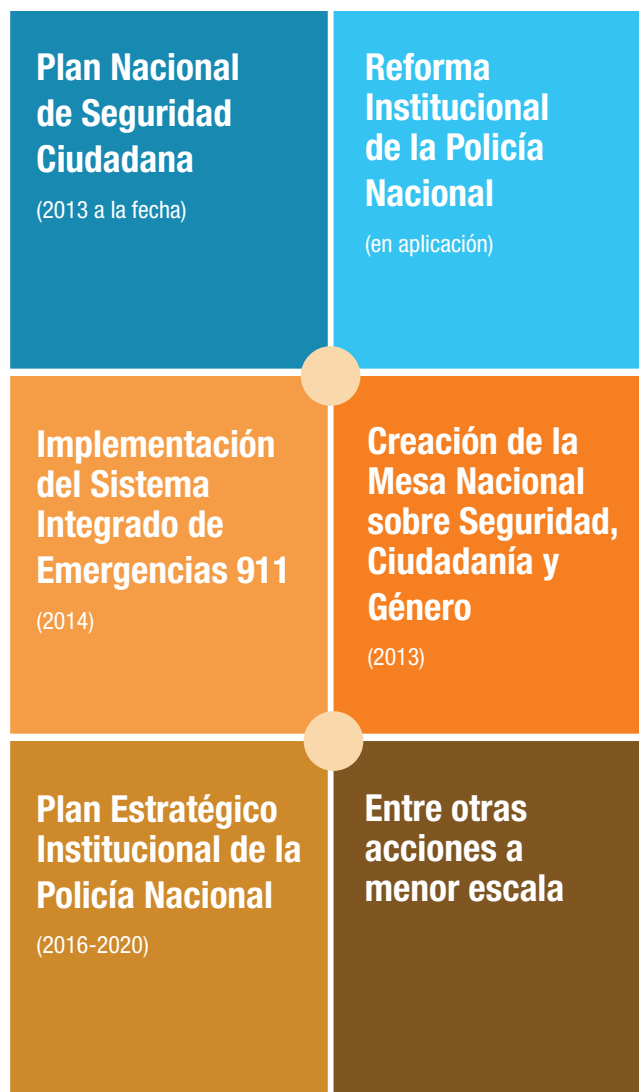 Plan Nacional
de Seguridad
Ciudadana
(2013 a la fecha)
Reforma
Institucional
de la Policía
Nacional
(en aplicación)
Implementación
del Sistema
Integrado de
Emergencias 911
(2014)
Creación de la
Mesa Nacional
sobre Seguridad,
Ciudadanía y
Género
(2013)
Plan Estratégico
Institucional de la
Policía Nacional
(2016-2020)
Entre otras
acciones a
menor escala